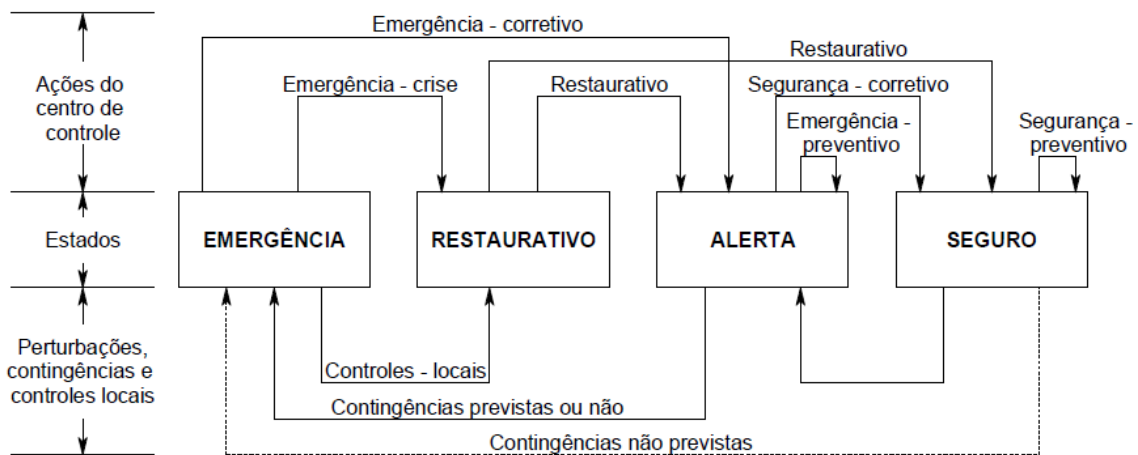 Emergência - corretivo
Restaurativo
Ações do
centro de
controle
Emergência - crise
Restaurativo
Segurança - corretivo
Emergência -
preventivo
Segurança -
preventivo
Estados
EMERGÊNCIA
RESTAURATIVO
ALERTA
SEGURO
Perturbações,
contingências e
controles locais
Controles - locais
Contingências previstas ou não
Contingências não previstas